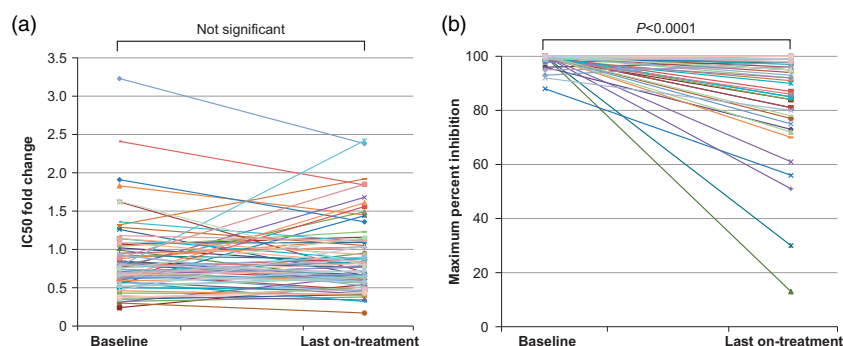 (a)
Not significant
IC50 fold change
3.5
3.0
2.5
2.0
1.5
1.0
0.5
0
Baseline
Last on-treatment
(b)
P<0.0001
Maximum percent inhibition
100
80
60
40
20
0
Baseline
Last on-treatment